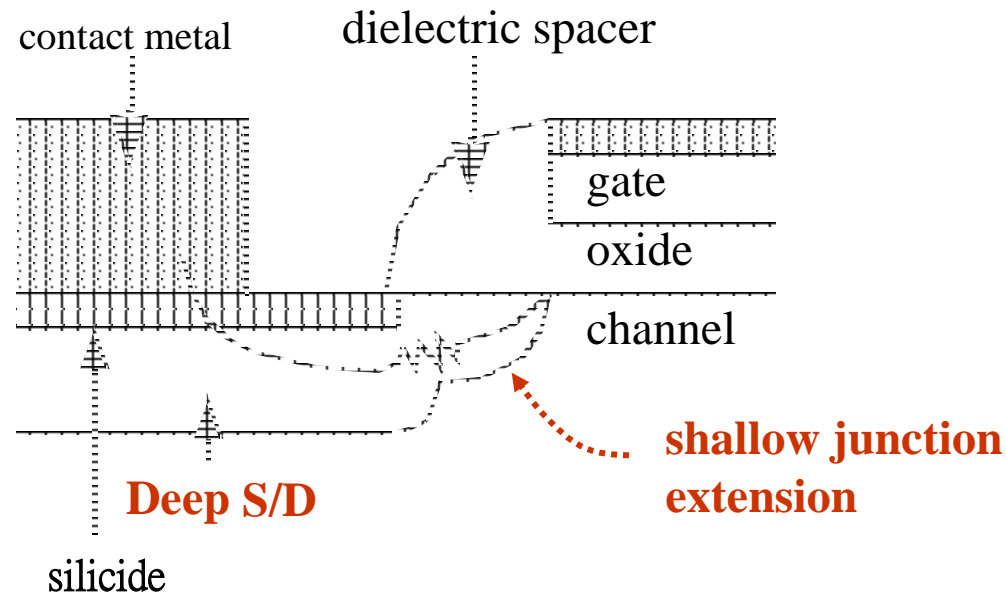 contact metal
dielectric spacer
gate
oxide
channel
shallow junction
extension
Deep S/D
silicide